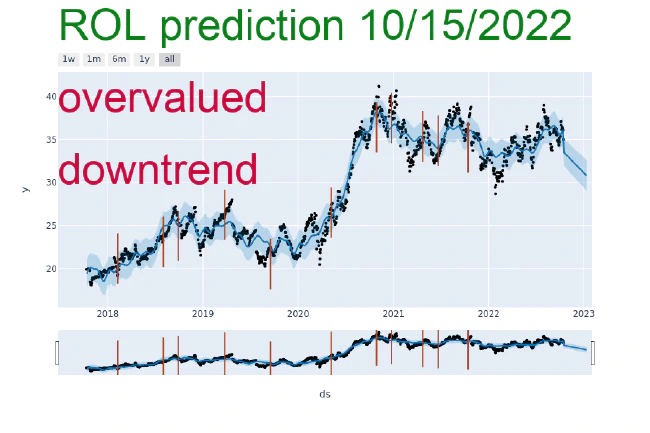 ROL prediction 10/15/2022
1w 1m 6m 1y all
overvalued
downtrend
y
40
35
30
25
20
2018 2019 2020 2021 2022 2023
ds